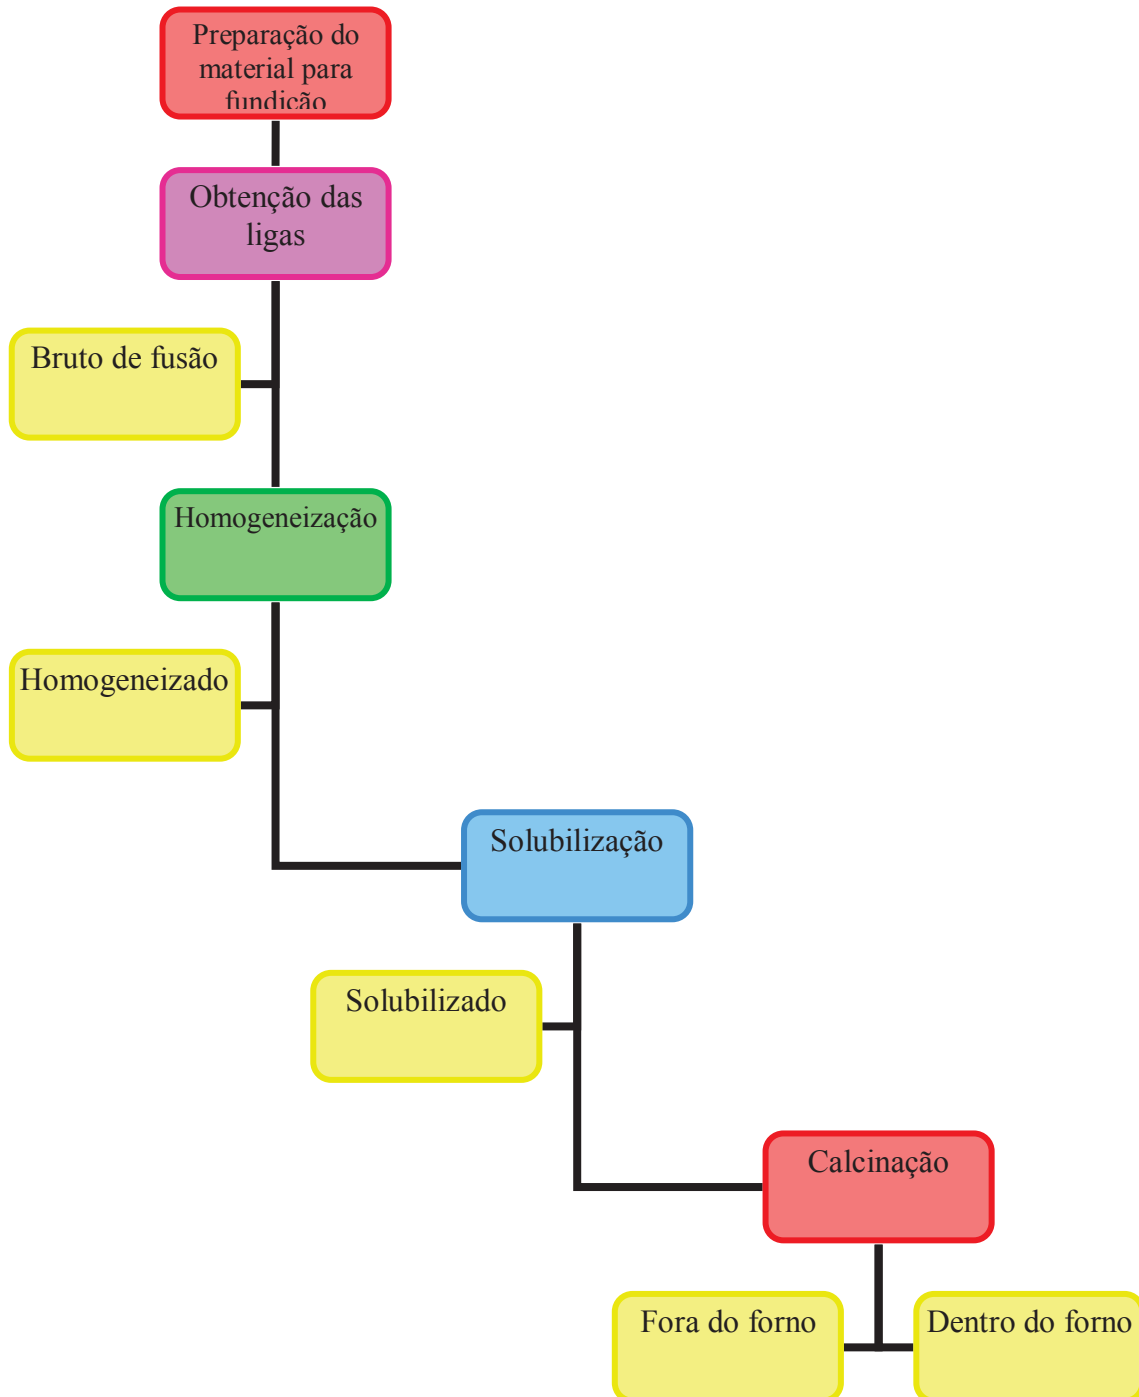 Preparação do
material para
fundição
Obtenção das
ligas
Bruto de fusão
Homogeneização
Homogeneizado
Solubilização
Solubilizado
Calcinação
Fora do forno
Dentro do forno